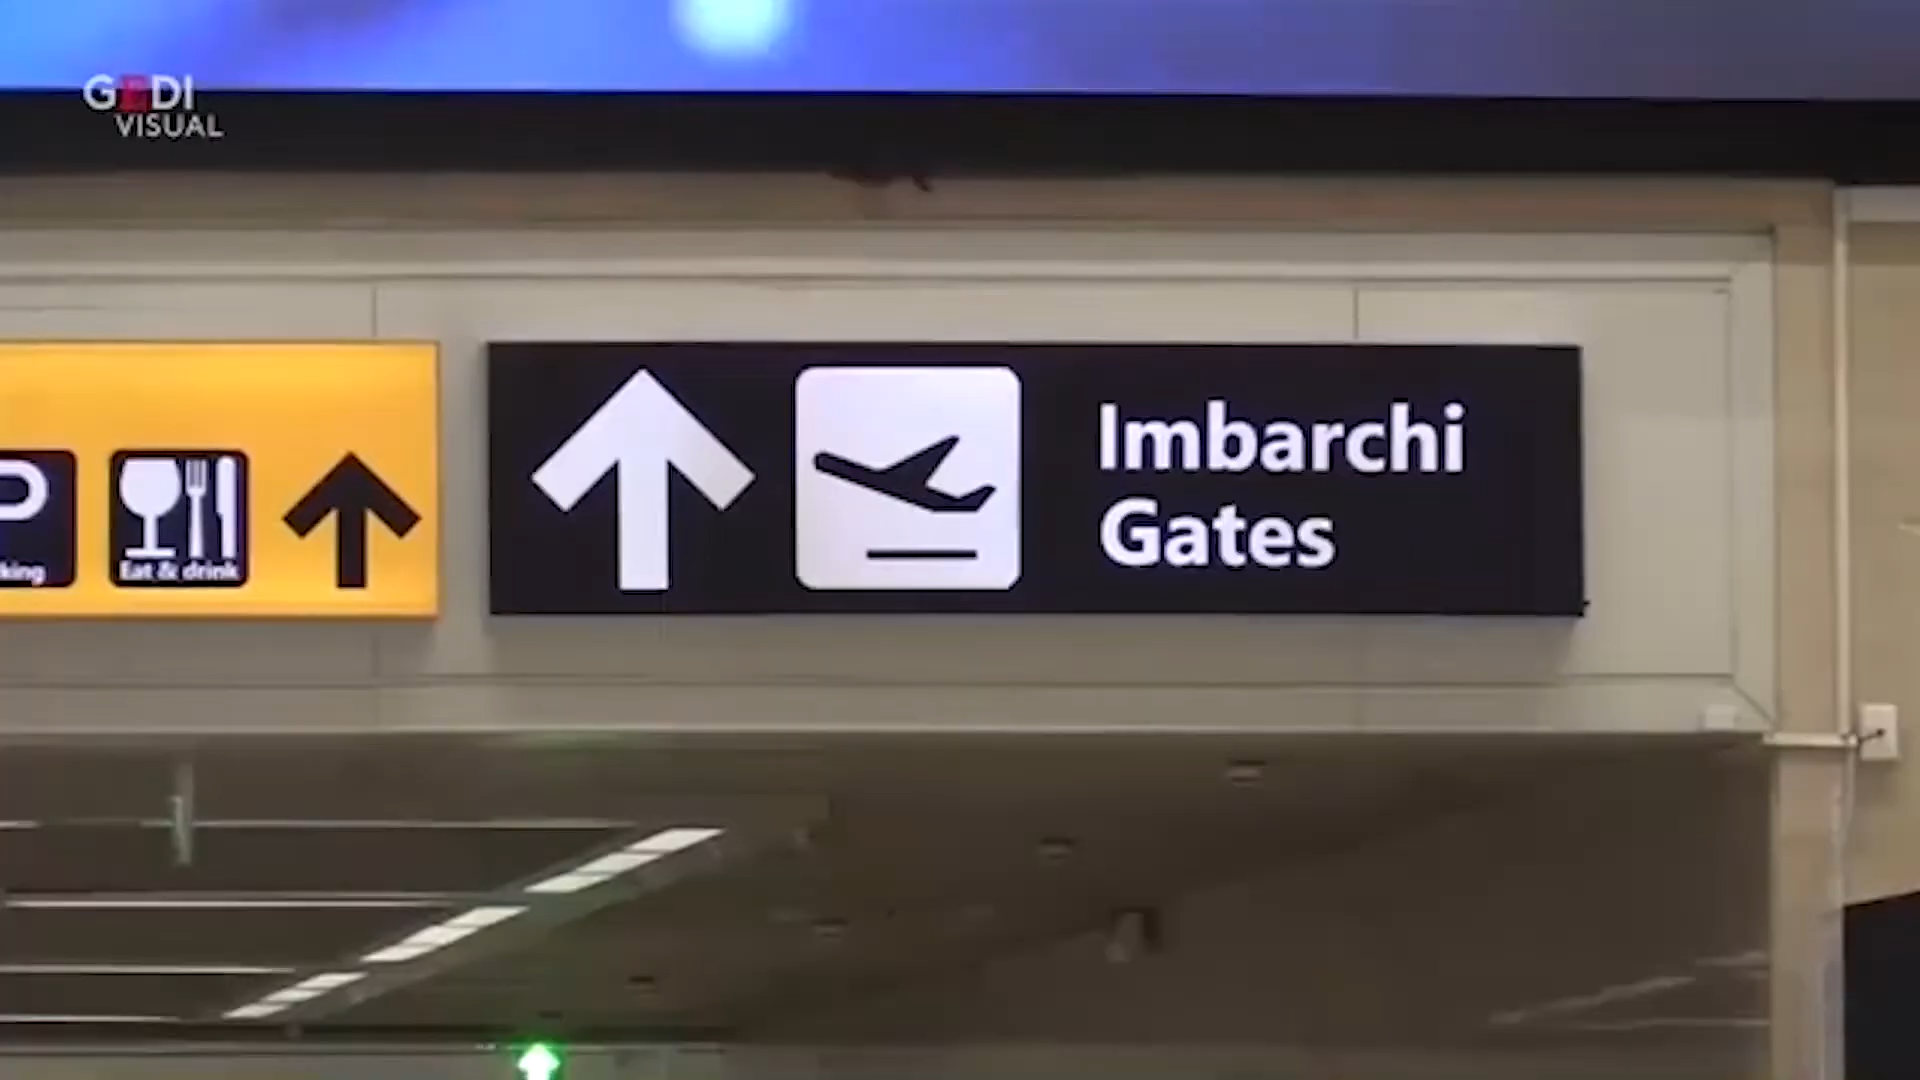 GEDI
VISUAL
Imbarchi
Gates
Eat & drink